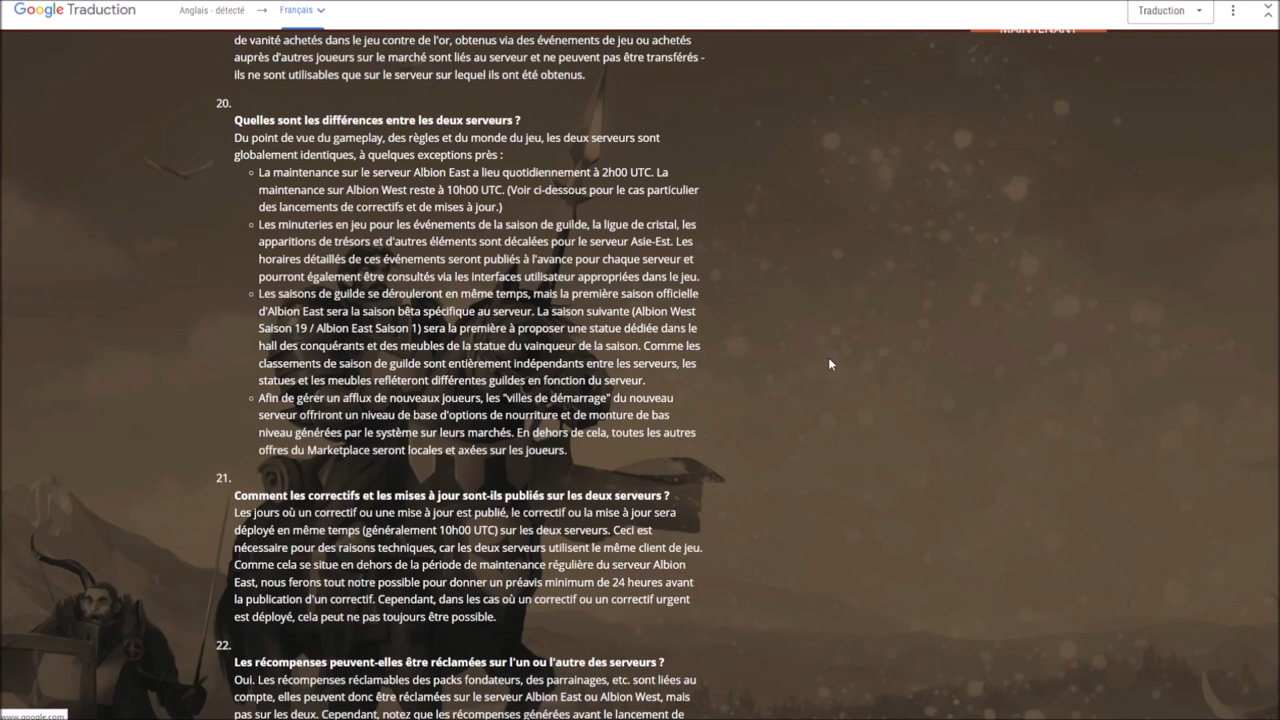 Google Traduction
Anglais - détecté → Français
Traduction
MAINTENANT
de vanité achetés dans le jeu contre de l'or, obtenus via des événements de jeu ou achetés
auprès d'autres joueurs sur le marché sont liés au serveur et ne peuvent pas être transférés -
ils ne sont utilisables que sur le serveur sur lequel ils ont été obtenus.
20.
Quelles sont les différences entre les deux serveurs ?
Du point de vue du gameplay, des règles et du monde du jeu, les deux serveurs sont
globalement identiques, à quelques exceptions près :
◦ La maintenance sur le serveur Albion East a lieu quotidiennement à 2h00 UTC. La
maintenance sur Albion West reste à 10h00 UTC. (Voir ci-dessous pour le cas particulier
des lancements de correctifs et de mises à jour.)
◦ Les minuteries en jeu pour les événements de la saison de guilde, la ligue de cristal, les
apparitions de trésors et d'autres éléments sont décalées pour le serveur Asie-Est. Les
horaires détaillés de ces événements seront publiés à l'avance pour chaque serveur et
pourront également être consultés via les interfaces utilisateur appropriées dans le jeu.
◦ Les saisons de guilde se dérouleront en même temps, mais la première saison officielle
d'Albion East sera la saison bêta spécifique au serveur. La saison suivante (Albion West
Saison 19 / Albion East Saison 1) sera la première à proposer une statue dédiée dans le
hall des conquérants et des meubles de la statue du vainqueur de la saison. Comme les
classements de saison de guilde sont entièrement indépendants entre les serveurs, les
statues et les meubles refléteront différentes guildes en fonction du serveur.
◦ Afin de gérer un afflux de nouveaux joueurs, les "villes de démarrage" du nouveau
serveur offriront un niveau de base d'options de nourriture et de monture de bas
niveau générées par le système sur leurs marchés. En dehors de cela, toutes les autres
offres du Marketplace seront locales et axées sur les joueurs.
21.
Comment les correctifs et les mises à jour sont-ils publiés sur les deux serveurs ?
Les jours où un correctif ou une mise à jour est publié, le correctif ou la mise à jour sera
déployé en même temps (généralement 10h00 UTC) sur les deux serveurs. Ceci est
nécessaire pour des raisons techniques, car les deux serveurs utilisent le même client de jeu.
Comme cela se situe en dehors de la période de maintenance régulière du serveur Albion
East, nous ferons tout notre possible pour donner un préavis minimum de 24 heures avant
la publication d'un correctif. Cependant, dans les cas où un correctif ou un correctif urgent
est déployé, cela peut ne pas toujours être possible.
22.
Les récompenses peuvent-elles être réclamées sur l'un ou l'autre des serveurs ?
Oui. Les récompenses réclamables des packs fondateurs, des parrainages, etc. sont liées au
compte, elles peuvent donc être réclamées sur le serveur Albion East ou Albion West, mais
pas sur les deux. Cependant, notez que les récompenses générées avant le lancement de
www.google.com